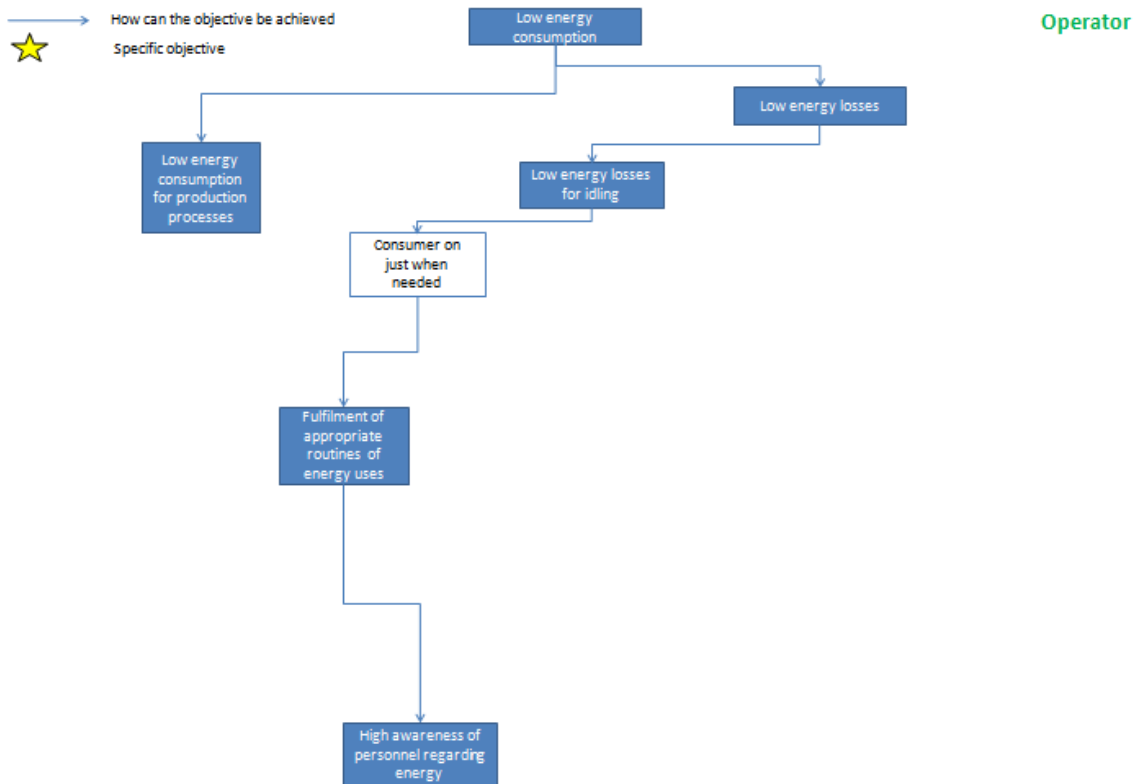 How can the objective be achieved
Specific objective
Low energy
consumption
Operator
Low energy losses
Low energy
consumption
for production
processes
Low energy losses
for idling
Consumer on
just when
needed
Fulfilment of
appropriate
routines of
energy uses
High awareness of
personnel regarding
energy